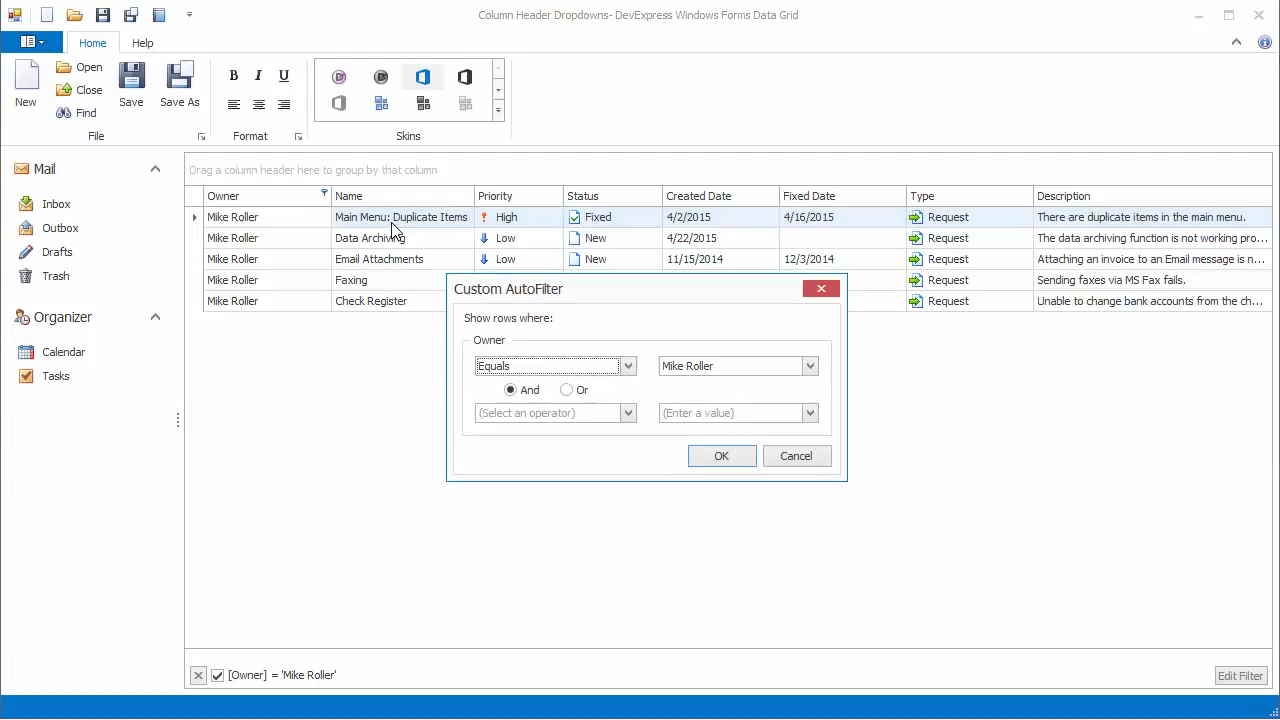 Column Header Dropdowns- DevExpress Windows Forms Data Grid
Home Help
New
Open
Close
Find
Save
Save As
File
B I U
Format
Skins
Mail
Inbox
Outbox
Drafts
Trash
Organizer
Calendar
Tasks
Drag a column header here to group by that column
Owner Name Priority Status Created Date Fixed Date Type Description
Mike Roller Main Menu: Duplicate Items High Fixed 4/2/2015 4/16/2015 Request There are duplicate items in the main menu.
Mike Roller Data Archiving Low New 4/22/2015 Request The data archiving function is not working pro...
Mike Roller Email Attachments Low New 11/15/2014 12/3/2014 Request Attaching an invoice to an Email message is n...
Mike Roller Faxing Request Sending faxes via MS Fax fails.
Mike Roller Check Register Request Unable to change bank accounts from the ch...
Custom AutoFilter
Show rows where:
Owner
Equals Mike Roller
And Or
(Select an operator) (Enter a value)
OK Cancel
[Owner] = 'Mike Roller' Edit Filter